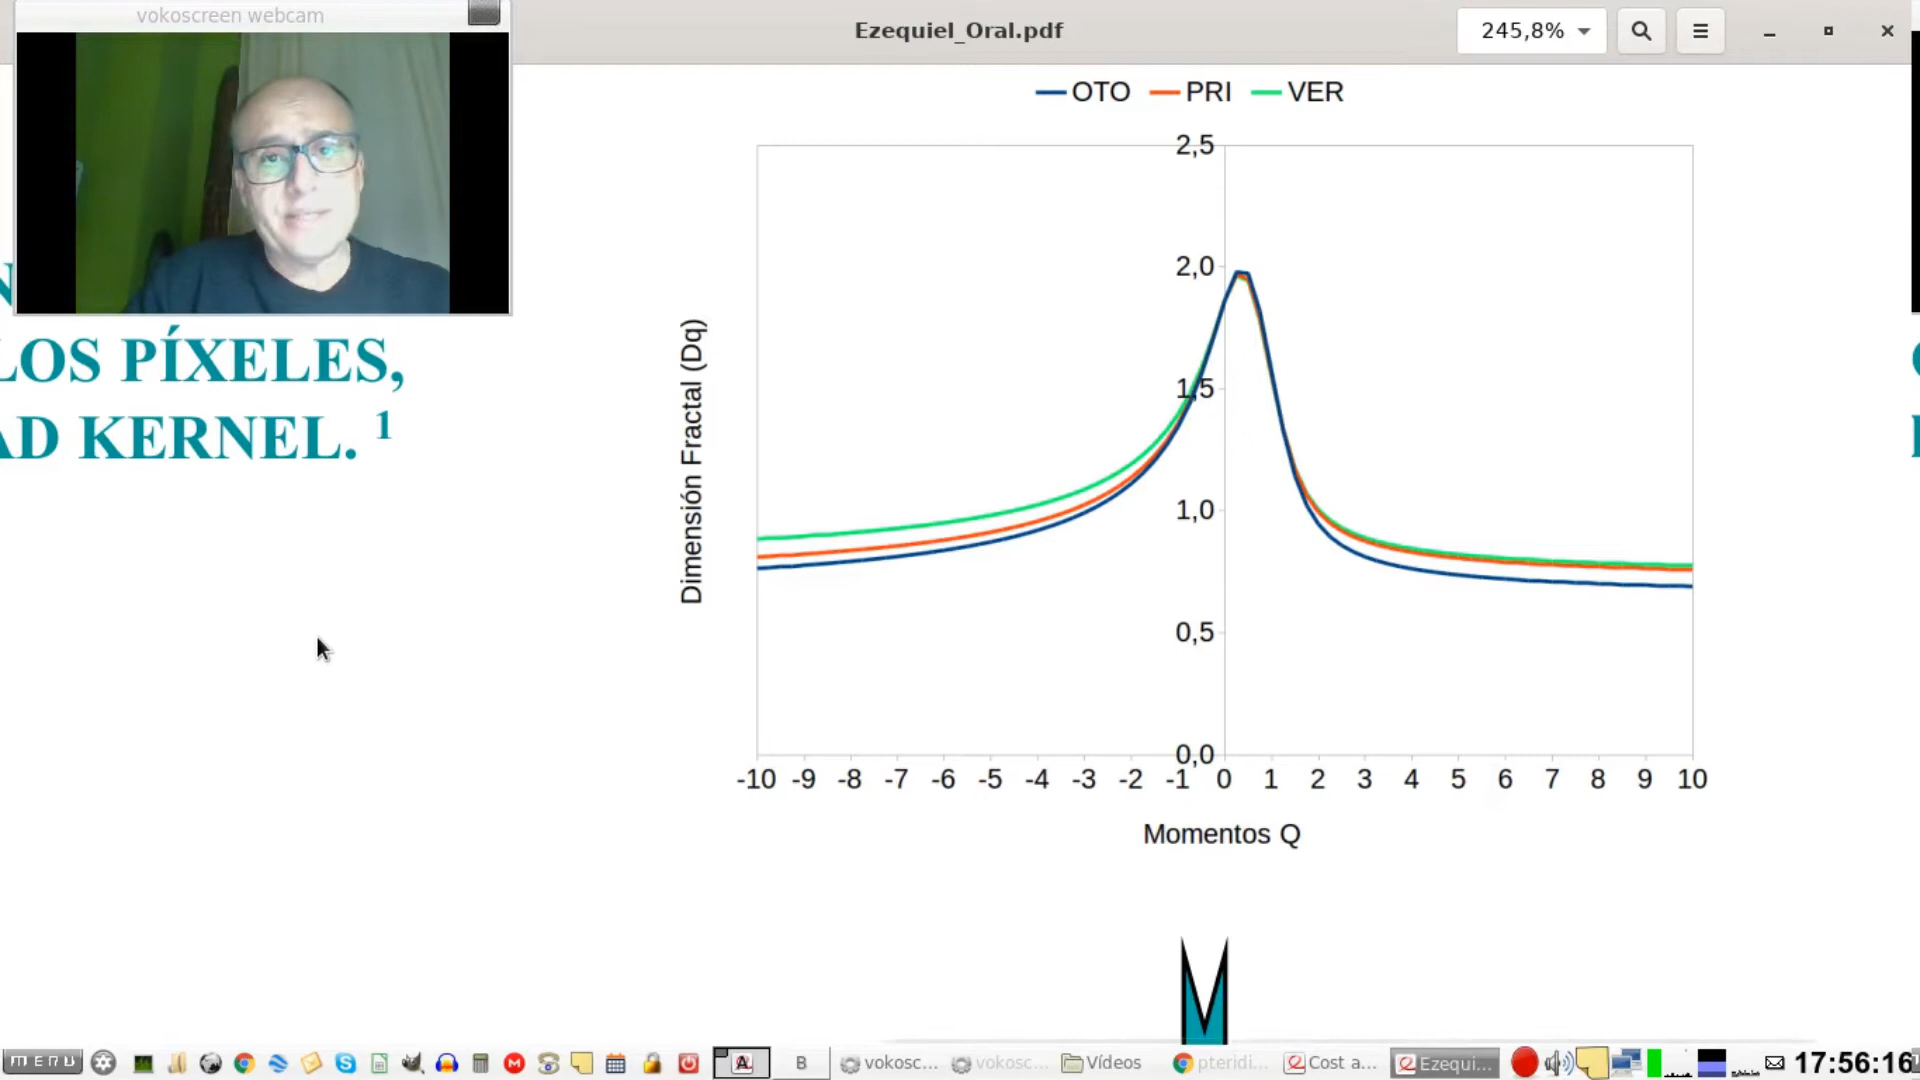 vokoscreen webcam
Ezequiel_Oral.pdf
245,8%
OTO PRI VER
LOS PÍXELES,
AD KERNEL. 1
Dimensión Fractal (Dq)
2,5
2,0
1,5
1,0
0,5
0,0
-10 -9 -8 -7 -6 -5 -4 -3 -2 -1 0 1 2 3 4 5 6 7 8 9 10
Momentos Q
MENU
A
B
vokosc...
vokosc...
Vídeos
pteridi...
Cost a...
Ezequi...
17:56:16